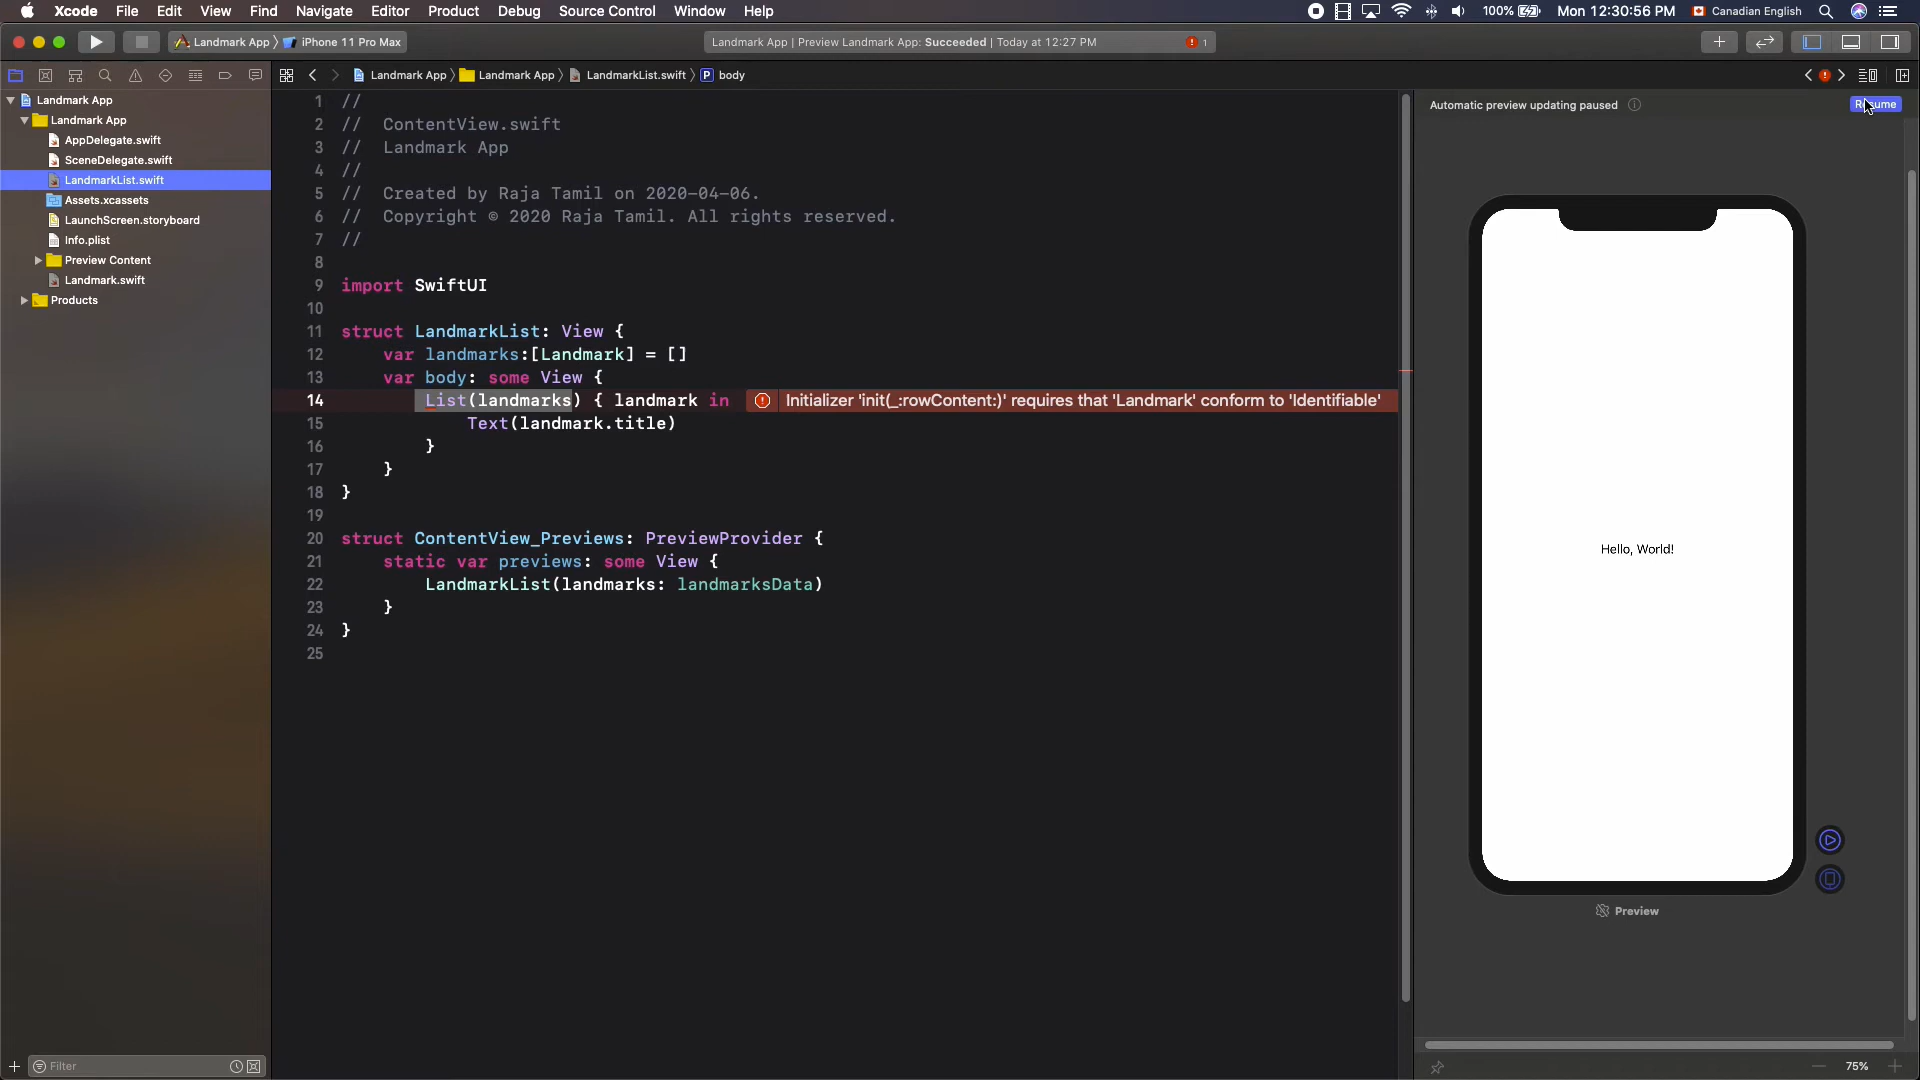 Xcode File Edit View Find Navigate Editor Product Debug Source Control Window Help 100% Mon 12:30:56 PM Canadian English
Landmark App iPhone 11 Pro Max Landmark App | Preview Landmark App: Succeeded | Today at 12:27 PM 1
Landmark App Landmark App LandmarkList.swift P body
Landmark App
Landmark App
AppDelegate.swift
SceneDelegate.swift
LandmarkList.swift
Assets.xcassets
LaunchScreen.storyboard
Info.plist
Preview Content
Landmark.swift
Products
Filter
1 //
2 // ContentView.swift
3 // Landmark App
4 //
5 // Created by Raja Tamil on 2020-04-06.
6 // Copyright © 2020 Raja Tamil. All rights reserved.
7 //
8
9 import SwiftUI
10
11 struct LandmarkList: View {
12 var landmarks:[Landmark] = []
13 var body: some View {
14 List(landmarks) { landmark in Initializer 'init(_:rowContent:)' requires that 'Landmark' conform to 'Identifiable'
15 Text(landmark.title)
16 }
17 }
18 }
19
20 struct ContentView_Previews: PreviewProvider {
21 static var previews: some View {
22 LandmarkList(landmarks: landmarksData)
23 }
24 }
25
Automatic preview updating paused
Hello, World!
Preview
75%